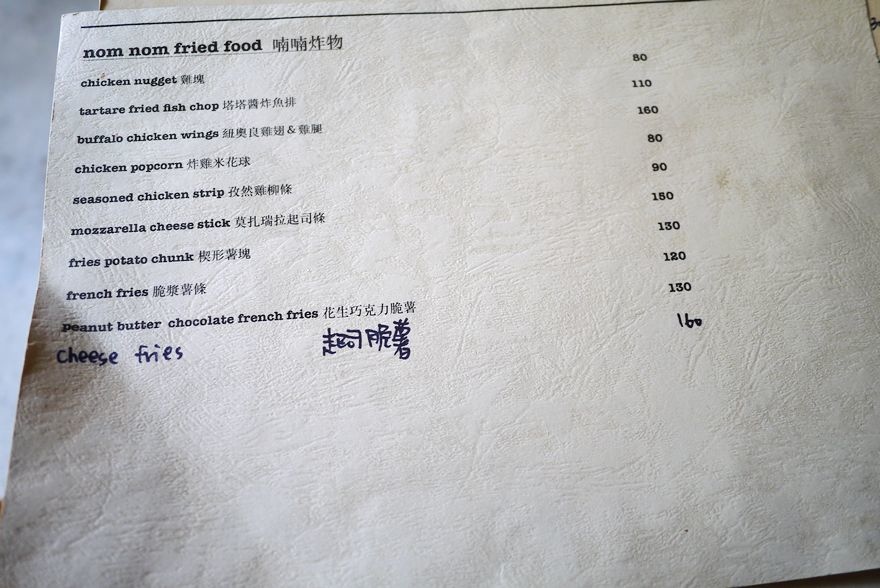 nom nom fried food 喃喃炸物
chicken nugget 雞塊 80
tartare fried fish chop 塔塔醬炸魚排 110
buffalo chicken wings 紐奧良雞翅&雞腿 160
chicken popcorn 炸雞米花球 80
seasoned chicken strip 孜然雞柳條 90
mozzarella cheese stick 莫扎瑞拉起司條 150
fries potato chunk 楔形薯塊 130
french fries 脆漿薯條 120
peanut butter chocolate french fries 花生巧克力脆薯 130
cheese fries 起司脆薯 160